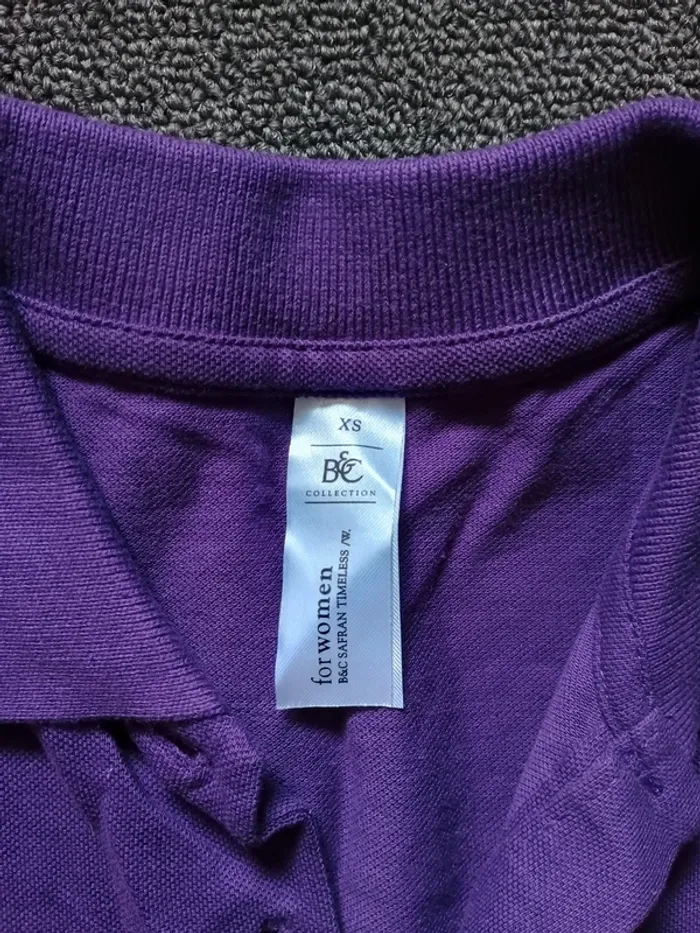 XS
B&C
COLLECTION
for women
B&C SAFRAN TIMELESS /W.